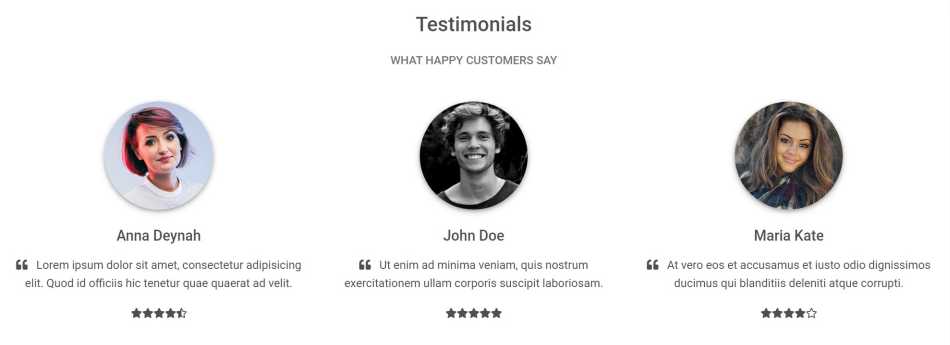 Testimonials
WHAT HAPPY CUSTOMERS SAY
Anna Deynah
❝ Lorem ipsum dolor sit amet, consectetur adipisicing
elit. Quod id officiis hic tenetur quae quaerat ad velit.
John Doe
❝ Ut enim ad minima veniam, quis nostrum
exercitationem ullam corporis suscipit laboriosam.
Maria Kate
❝ At vero eos et accusamus et iusto odio dignissimos
ducimus qui blanditiis deleniti atque corrupti.